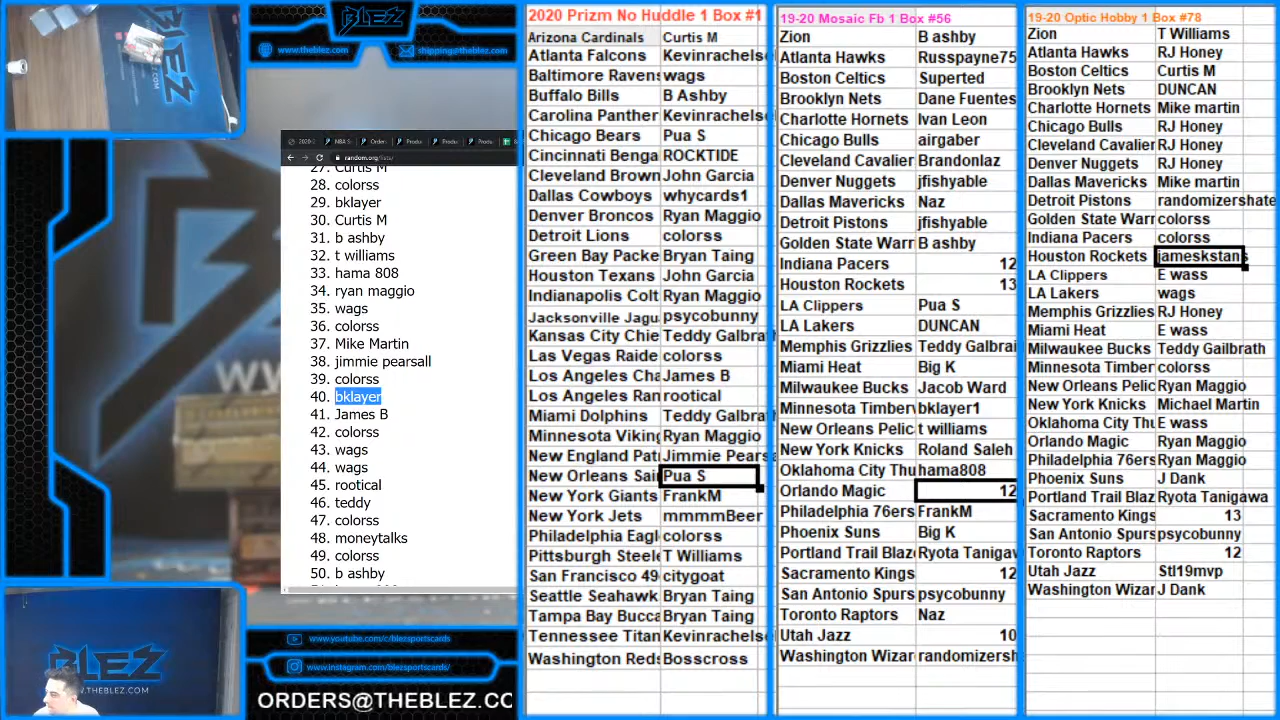 BLEZ
www.theblez.com
shipping@theblez.com
random.org/lists/
27. Curtis M
28. colorss
29. bklayer
30. Curtis M
31. b ashby
32. t williams
33. hama 808
34. ryan maggio
35. wags
36. colorss
37. Mike Martin
38. jimmie pearsall
39. colorss
40. bklayer
41. James B
42. colorss
43. wags
44. wags
45. rootical
46. teddy
47. colorss
48. moneytalks
49. colorss
50. b ashby
BLEZ
WWW.THEBLEZ.COM
www.youtube.com/c/blezsportscards
www.instagram.com/blezsportscards/
ORDERS@THEBLEZ.CO
2020 Prizm No Huddle 1 Box #1
Arizona Cardinals Curtis M
Atlanta Falcons Kevinrachelse
Baltimore Ravens wags
Buffalo Bills B Ashby
Carolina Panther Kevinrachelse
Chicago Bears Pua S
Cincinnati Benga ROCKTIDE
Cleveland Brown John Garcia
Dallas Cowboys whycards1
Denver Broncos Ryan Maggio
Detroit Lions colorss
Green Bay Packe Bryan Taing
Houston Texans John Garcia
Indianapolis Colt Ryan Maggio
Jacksonville Jagu psycobunny
Kansas City Chie Teddy Galbrat
Las Vegas Raide colorss
Los Angeles Cha James B
Los Angeles Ran rootical
Miami Dolphins Teddy Galbrat
Minnesota Viking Ryan Maggio
New England Pat Jimmie Pearsa
New Orleans Sai Pua S
New York Giants FrankM
New York Jets mmmmBeer
Philadelphia Eagl colorss
Pittsburgh Steele T Williams
San Francisco 49 citygoat
Seattle Seahawk Bryan Taing
Tampa Bay Bucca Bryan Taing
Tennessee Titan Kevinrachelse
Washington Reds Bosscross
19-20 Mosaic Fb 1 Box #56
Zion B ashby
Atlanta Hawks Russpayne75
Boston Celtics Superted
Brooklyn Nets Dane Fuentes
Charlotte Hornets Ivan Leon
Chicago Bulls airgaber
Cleveland Cavalier Brandonlaz
Denver Nuggets jfishyable
Dallas Mavericks Naz
Detroit Pistons jfishyable
Golden State Warr B ashby
Indiana Pacers 12
Houston Rockets 13
LA Clippers Pua S
LA Lakers DUNCAN
Memphis Grizzlies Teddy Galbrai
Miami Heat Big K
Milwaukee Bucks Jacob Ward
Minnesota Timberv bklayer1
New Orleans Pelic t williams
New York Knicks Roland Saleh
Oklahoma City Thu hama808
Orlando Magic 12
Philadelphia 76ers FrankM
Phoenix Suns Big K
Portland Trail Blaze Ryota Tanigaw
Sacramento Kings 12
San Antonio Spurs psycobunny
Toronto Raptors Naz
Utah Jazz 10
Washington Wizar randomizersh
19-20 Optic Hobby 1 Box #78
Zion T Williams
Atlanta Hawks RJ Honey
Boston Celtics Curtis M
Brooklyn Nets DUNCAN
Charlotte Hornets Mike martin
Chicago Bulls RJ Honey
Cleveland Cavalier RJ Honey
Denver Nuggets RJ Honey
Dallas Mavericks Mike martin
Detroit Pistons randomizershate
Golden State Warr colorss
Indiana Pacers colorss
Houston Rockets jameskstans
LA Clippers E wass
LA Lakers wags
Memphis Grizzlies RJ Honey
Miami Heat E wass
Milwaukee Bucks Teddy Gailbrath
Minnesota Timber colorss
New Orleans Pelic Ryan Maggio
New York Knicks Michael Martin
Oklahoma City Thu E wass
Orlando Magic Ryan Maggio
Philadelphia 76ers Ryan Maggio
Phoenix Suns J Dank
Portland Trail Blaz Ryota Tanigawa
Sacramento Kings 13
San Antonio Spurs psycobunny
Toronto Raptors 12
Utah Jazz Stl19mvp
Washington Wizar J Dank